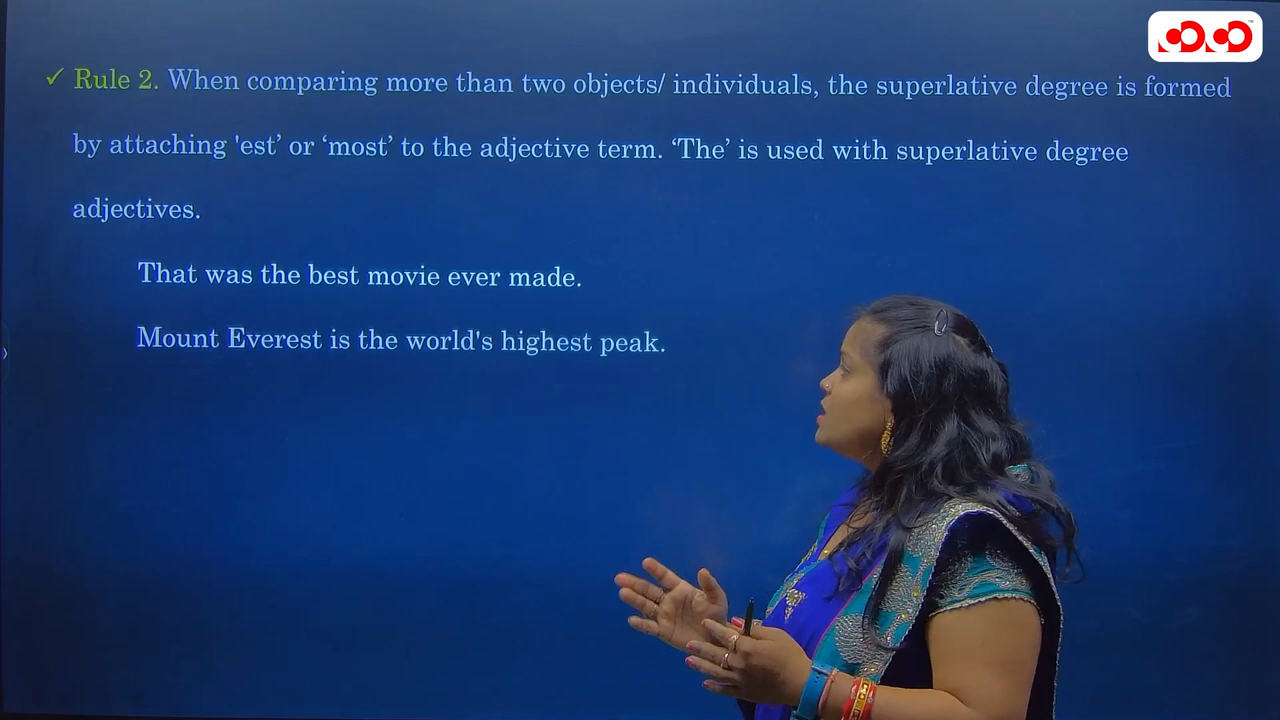 ✓ Rule 2. When comparing more than two objects/ individuals, the superlative degree is formed
by attaching 'est’ or ‘most’ to the adjective term. ‘The’ is used with superlative degree
adjectives.
That was the best movie ever made.
Mount Everest is the world's highest peak.